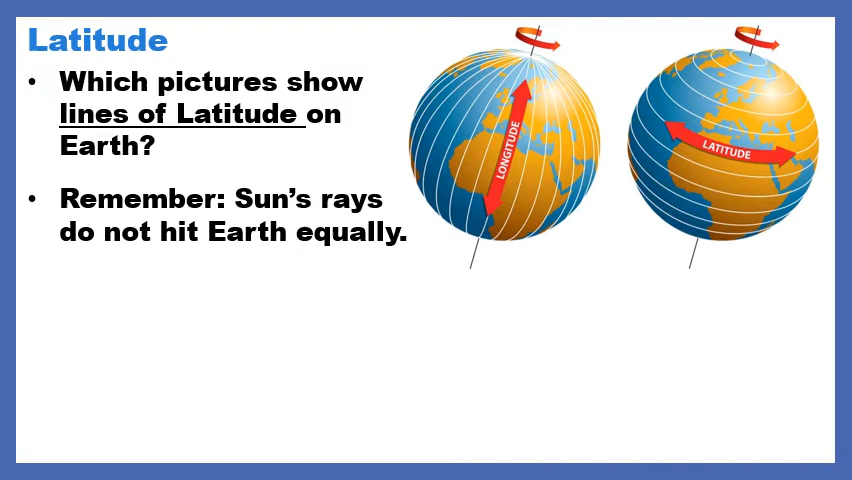 Latitude
• Which pictures show
lines of Latitude on
Earth?
• Remember: Sun’s rays
do not hit Earth equally.
LONGITUDE
LATITUDE